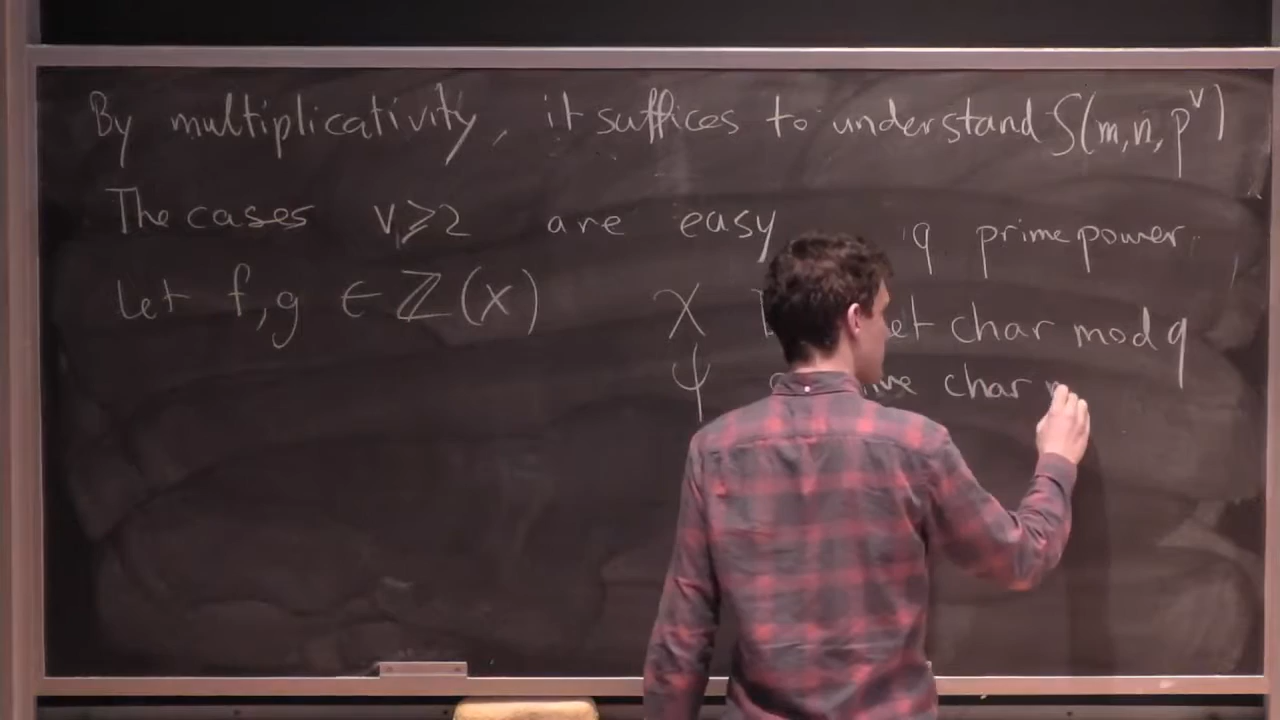 By multiplicativity, it suffices to understand S(m,n,p^v)
The cases v⩾2 are easy q prime power
Let f,g ∈ ℤ(x) χ char mod q
ψ char